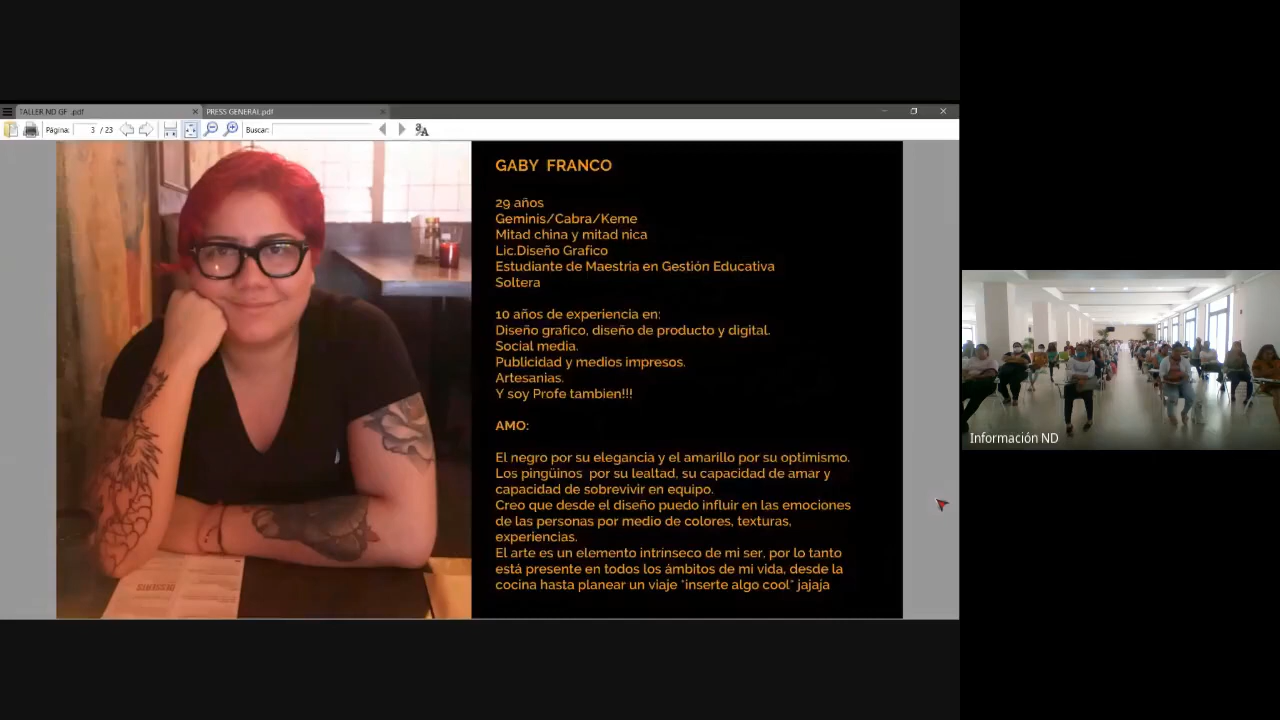 TALLER ND GF .pdf
PRESS GENERAL.pdf
Página: 3 / 23
Buscar:
GABY FRANCO
29 años
Geminis/Cabra/Keme
Mitad china y mitad nica
Lic.Diseño Grafico
Estudiante de Maestria en Gestión Educativa
Soltera
10 años de experiencia en:
Diseño grafico, diseño de producto y digital.
Social media.
Publicidad y medios impresos.
Artesanias.
Y soy Profe tambien!!!
AMO:
El negro por su elegancia y el amarillo por su optimismo.
Los pingüinos por su lealtad, su capacidad de amar y
capacidad de sobrevivir en equipo.
Creo que desde el diseño puedo influir en las emociones
de las personas por medio de colores, texturas,
experiencias.
El arte es un elemento intrínseco de mi ser, por lo tanto
está presente en todos los ámbitos de mi vida, desde la
cocina hasta planear un viaje *inserte algo cool* jajaja
DESSERTS
Información ND